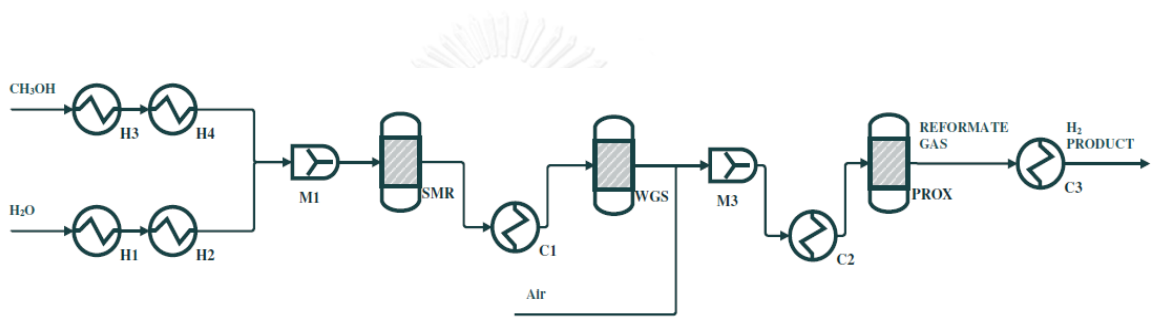 CH₃OH
H3
H4
H₂O
H1
H2
M1
SMR
C1
WGS
Air
M3
C2
PROX
REFORMATE
GAS
H₂
PRODUCT
C3